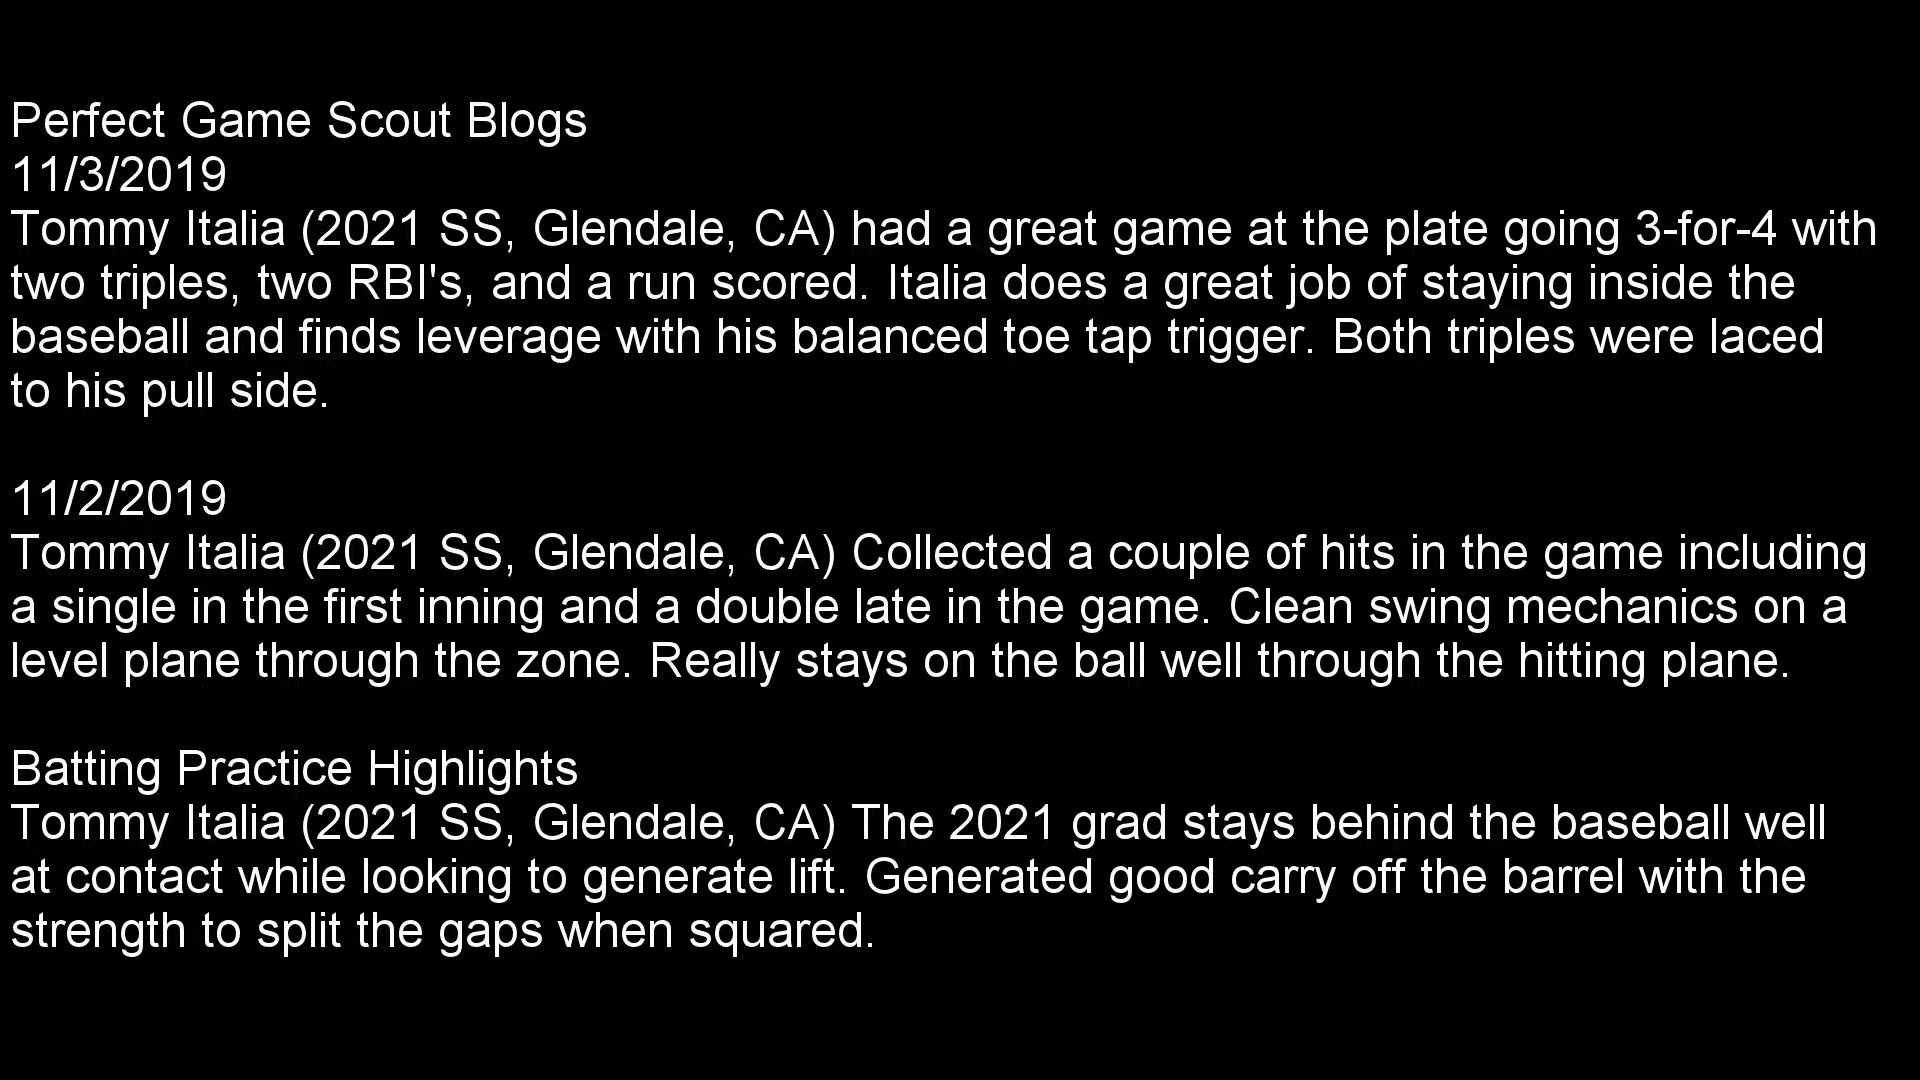 Perfect Game Scout Blogs
11/3/2019
Tommy Italia (2021 SS, Glendale, CA) had a great game at the plate going 3-for-4 with
two triples, two RBI's, and a run scored. Italia does a great job of staying inside the
baseball and finds leverage with his balanced toe tap trigger. Both triples were laced
to his pull side.
11/2/2019
Tommy Italia (2021 SS, Glendale, CA) Collected a couple of hits in the game including
a single in the first inning and a double late in the game. Clean swing mechanics on a
level plane through the zone. Really stays on the ball well through the hitting plane.
Batting Practice Highlights
Tommy Italia (2021 SS, Glendale, CA) The 2021 grad stays behind the baseball well
at contact while looking to generate lift. Generated good carry off the barrel with the
strength to split the gaps when squared.